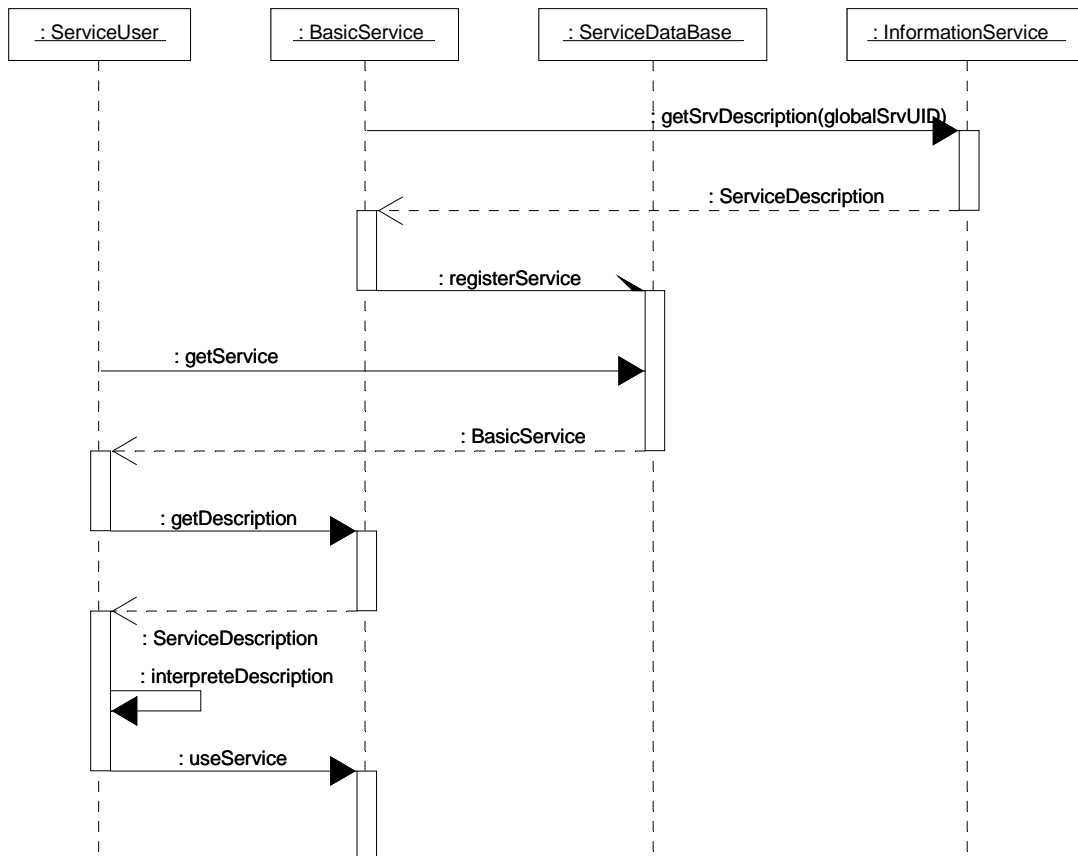 : ServiceUser
: BasicService
: ServiceDataBase
: InformationService
: getSrvDescription(globalSrvUID)
: ServiceDescription
: registerService
: getService
: BasicService
: getDescription
: ServiceDescription
: interpreteDescription
: useService